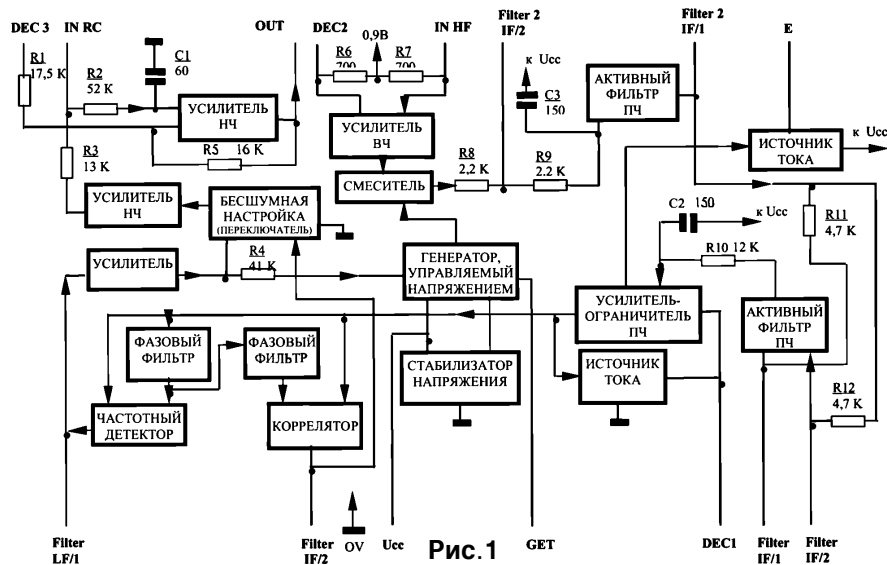 DEC 3
IN RC
OUT
DEC2
IN HF
Filter 2
IF/2
Filter 2
IF/1
E
R1
17,5 K
R2
52 K
C1
60
R6
700
0,9В
R7
700
УСИЛИТЕЛЬ
НЧ
R5 16 K
УСИЛИТЕЛЬ
ВЧ
к Ucc
C3
150
АКТИВНЫЙ
ФИЛЬТР
ПЧ
ИСТОЧНИК
ТОКА
к Ucc
R3
13 K
СМЕСИТЕЛЬ
R8
2,2 K
R9
2.2 K
УСИЛИТЕЛЬ
НЧ
БЕСШУМНАЯ
НАСТРОЙКА
(ПЕРЕКЛЮЧАТЕЛЬ)
C2 150
к Ucc
R11
4,7 K
УСИЛИТЕЛЬ
R4
41 K
ГЕНЕРАТОР,
УПРАВЛЯЕМЫЙ
НАПРЯЖЕНИЕМ
R10 12 K
УСИЛИТЕЛЬ-
ОГРАНИЧИТЕЛЬ
ПЧ
АКТИВНЫЙ
ФИЛЬТР
ПЧ
ФАЗОВЫЙ
ФИЛЬТР
ФАЗОВЫЙ
ФИЛЬТР
СТАБИЛИЗАТОР
НАПРЯЖЕНИЯ
ИСТОЧНИК
ТОКА
R12
4,7 K
ЧАСТОТНЫЙ
ДЕТЕКТОР
КОРРЕЛЯТОР
Filter
LF/1
Filter
IF/2
OV
Ucc
Рис.1
GET
DEC1
Filter
IF/1
Filter
IF/2